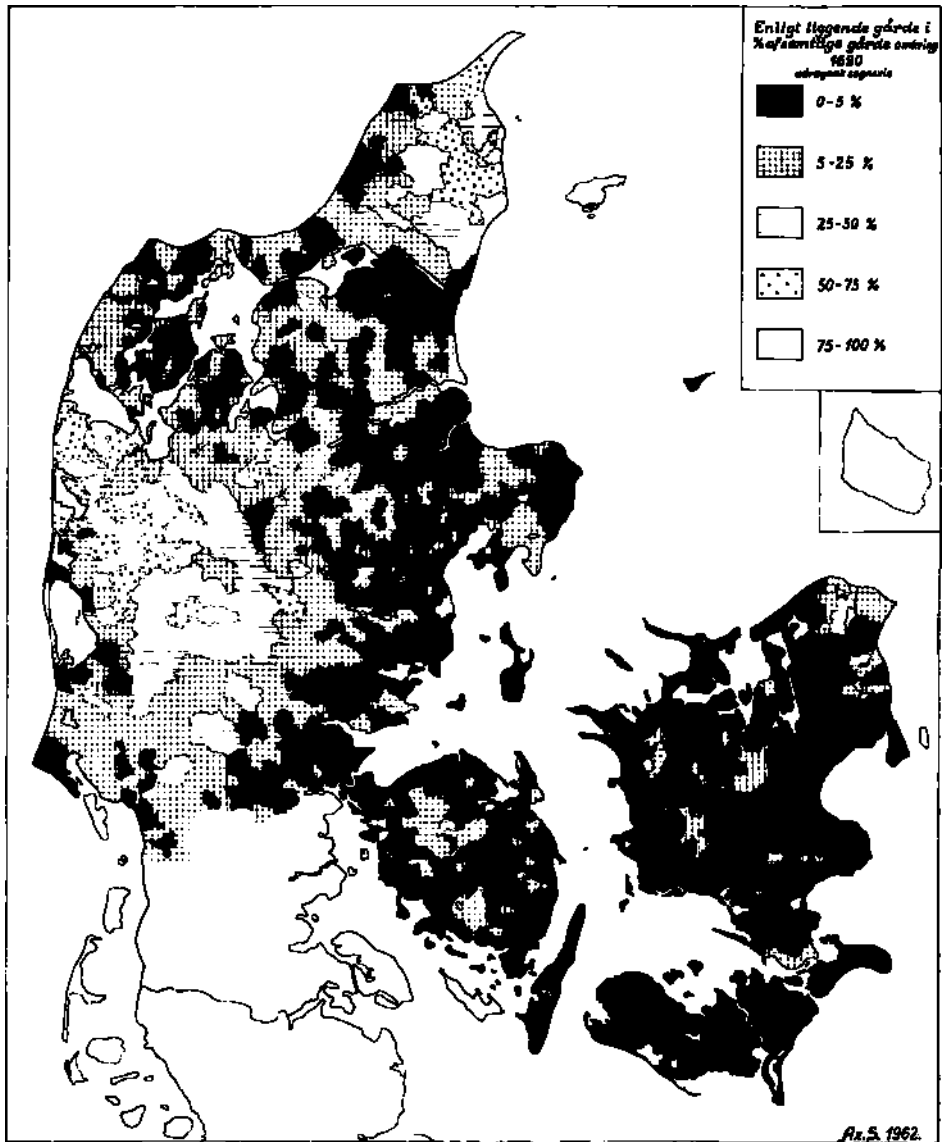 Enligt liggende gårde i
% af samtlige gårde omkring
1680
0-5 %
5-25 %
25-50 %
50-75 %
75-100 %
Ax.S. 1962.